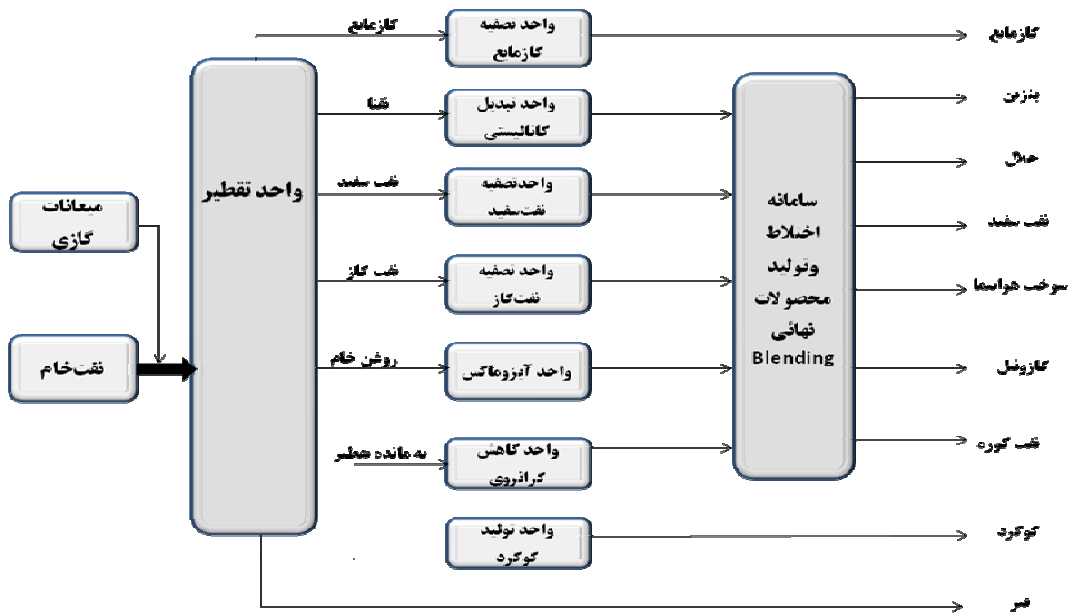 گازمایع
واحد تصفیه
گازمایع
گازمایع
نفتا
واحد تبدیل
کاتالیستی
بنزین
حلال
واحد تقطیر
نفت سفید
واحدتصفیه
نفت‌سفید
سامانه
اختلاط
وتولید
محصولات
نهائی
Blending
نفت سفید
میعانات
گازی
نفت گاز
واحد تصفیه
نفت‌گاز
سوخت هواپیما
نفت‌خام
روغن خام
واحد آیزوماکس
گازوئیل
ته مانده تقطیر
واحد کاهش
گرانروی
نفت کوره
واحد تولید
گوگرد
گوگرد
قیر